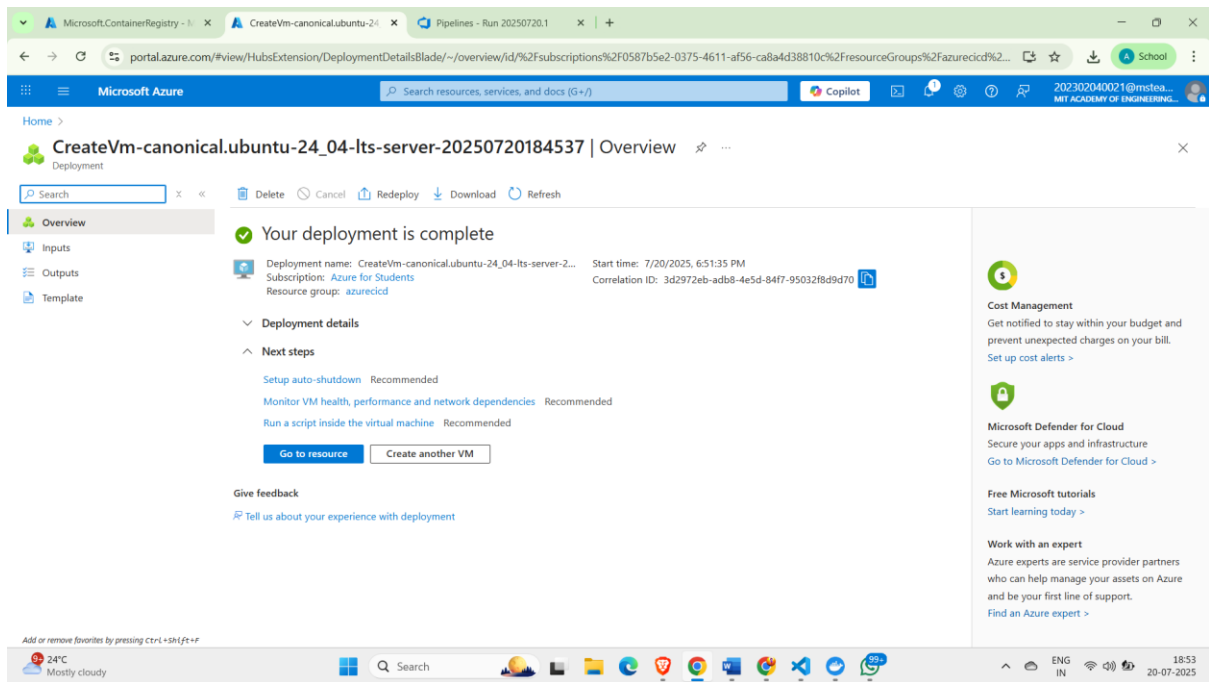 Microsoft.ContainerRegistry - M
CreateVm-canonical.ubuntu-24_
Pipelines - Run 20250720.1
portal.azure.com/#view/HubsExtension/DeploymentDetailsBlade/~/overview/id/%2Fsubscriptions%2F0587b5e2-0375-4611-af56-ca8a4d38810c%2FresourceGroups%2Fazurecicd%2...
School
Microsoft Azure
Search resources, services, and docs (G+/)
Copilot
1
202302040021@mstea...
MIT ACADEMY OF ENGINEERING...
Home >
CreateVm-canonical.ubuntu-24_04-lts-server-20250720184537 | Overview
Deployment
Search
Delete Cancel Redeploy Download Refresh
Overview
Inputs
Outputs
Template
Your deployment is complete
Deployment name: CreateVm-canonical.ubuntu-24_04-lts-server-2...
Subscription: Azure for Students
Resource group: azurecicd
Start time: 7/20/2025, 6:51:35 PM
Correlation ID: 3d2972eb-adb8-4e5d-84f7-95032f8d9d70
Deployment details
Next steps
Setup auto-shutdown Recommended
Monitor VM health, performance and network dependencies Recommended
Run a script inside the virtual machine Recommended
Go to resource
Create another VM
Give feedback
Tell us about your experience with deployment
Cost Management
Get notified to stay within your budget and
prevent unexpected charges on your bill.
Set up cost alerts >
Microsoft Defender for Cloud
Secure your apps and infrastructure
Go to Microsoft Defender for Cloud >
Free Microsoft tutorials
Start learning today >
Work with an expert
Azure experts are service provider partners
who can help manage your assets on Azure
and be your first line of support.
Find an Azure expert >
Add or remove favorites by pressing Ctrl+Shift+F
9+
24°C
Mostly cloudy
Search
99+
ENG
IN
18:53
20-07-2025